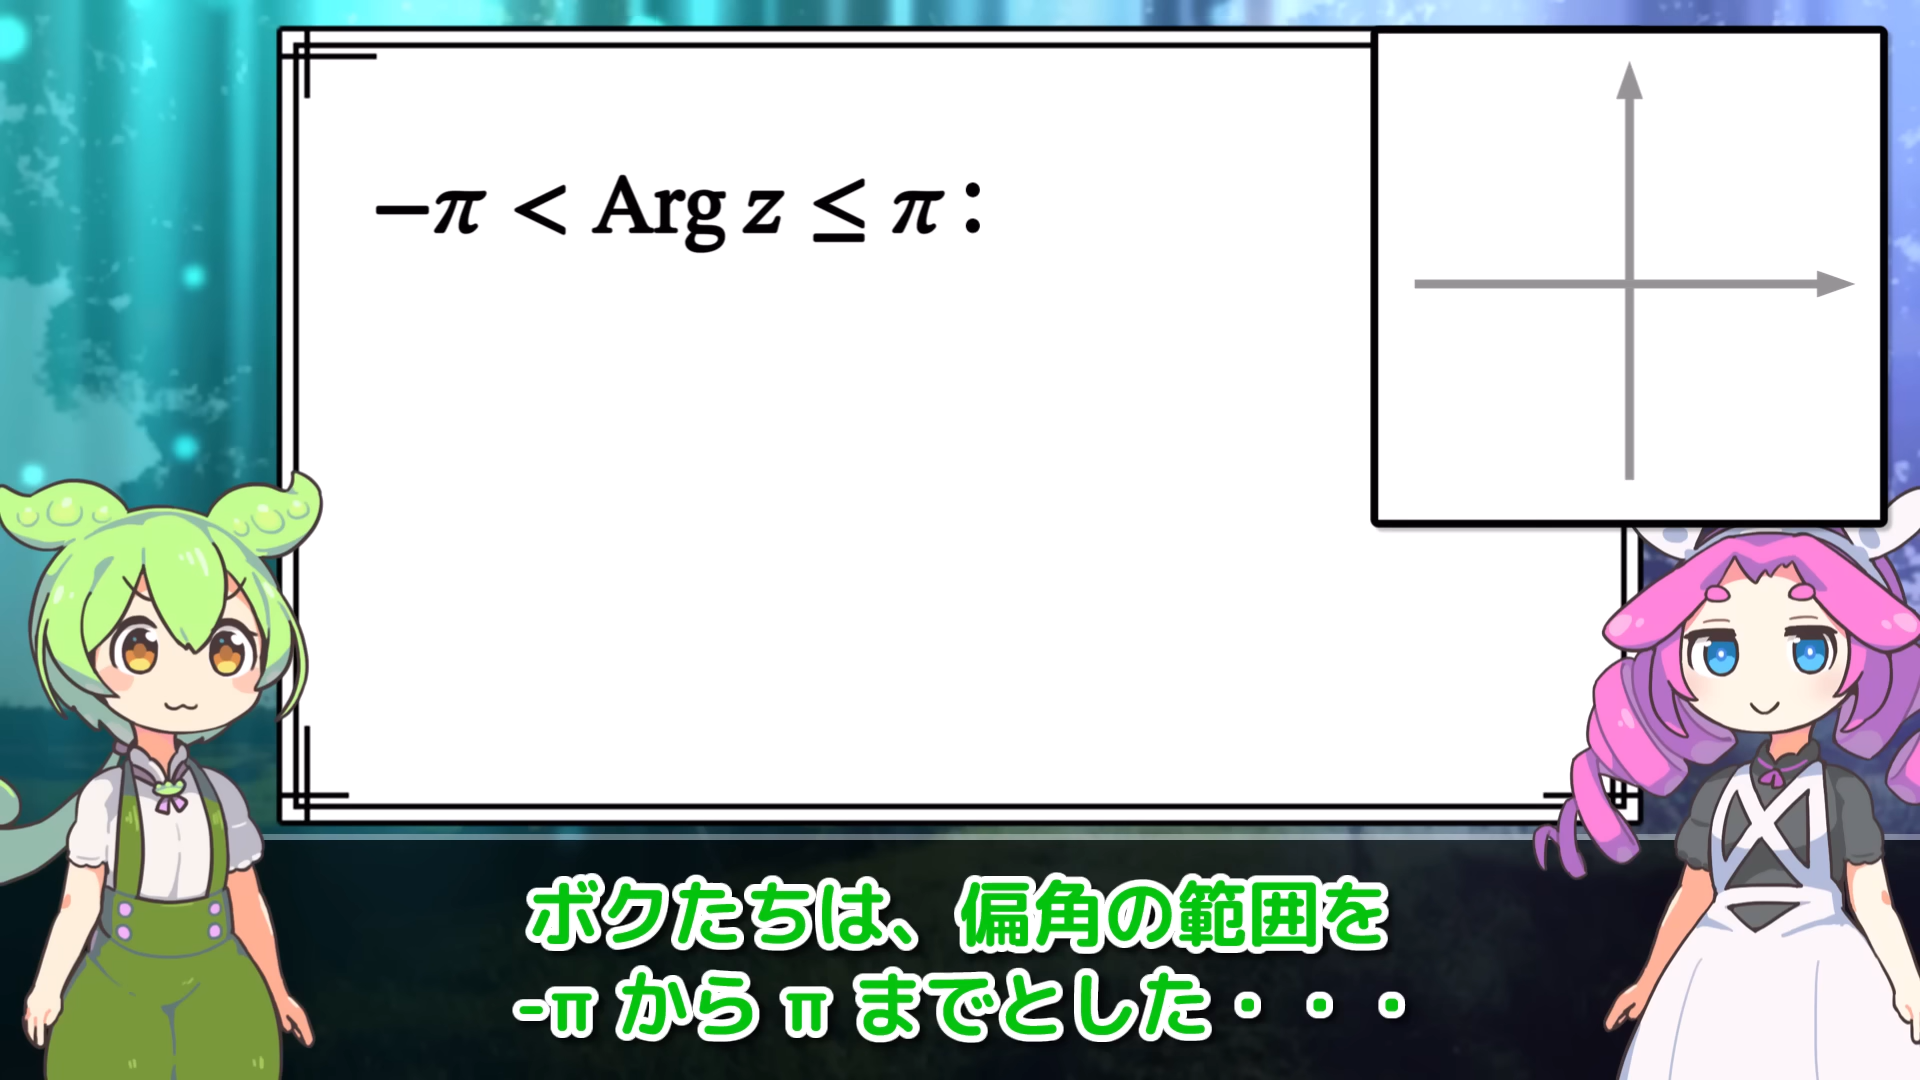 −π < Arg z ≤ π :
ボクたちは、偏角の範囲を
-π から π までとした・・・